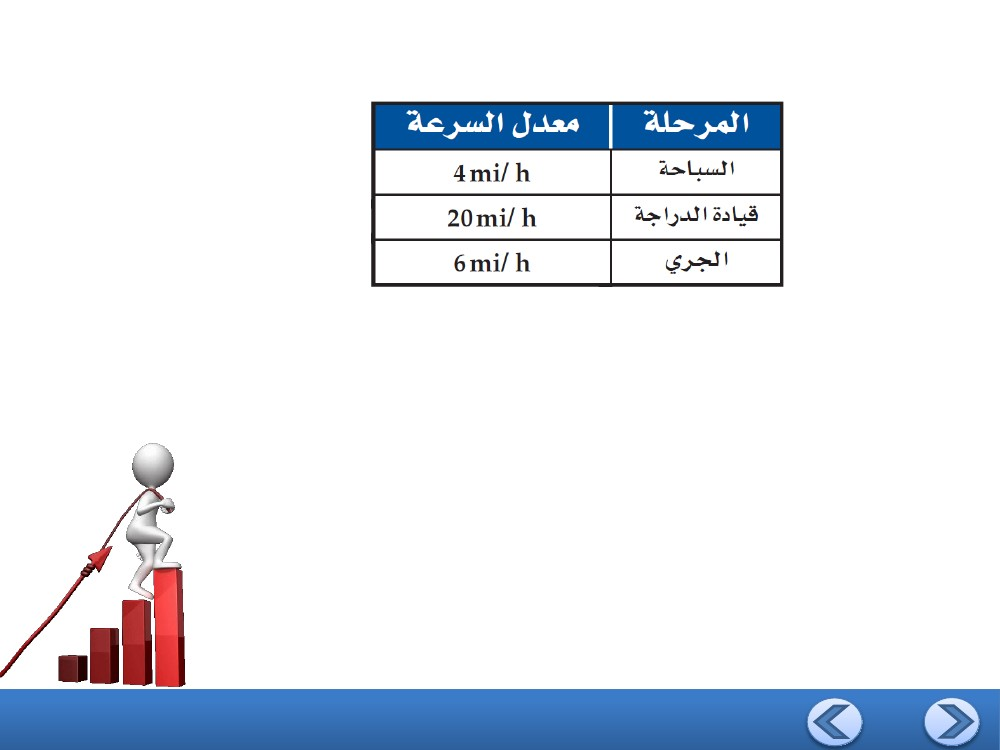 المرحلة معدل السرعة
السباحة 4 mi/ h
قيادة الدراجة 20 mi/ h
الجري 6 mi/ h